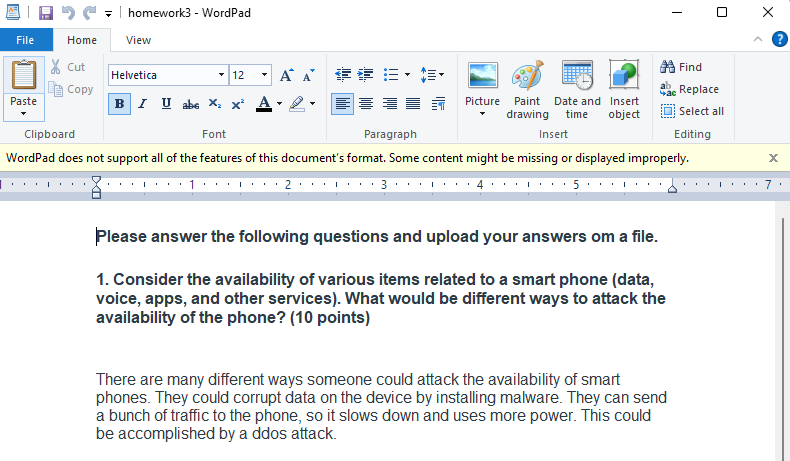 homework3 - WordPad
File Home View
Cut
Copy
Paste
Helvetica 12
A A
B I U abc X₂ X² A
Picture Paint drawing Date and time Insert object
Find
Replace
Select all
Clipboard Font Paragraph Insert Editing
WordPad does not support all of the features of this document's format. Some content might be missing or displayed improperly. x
1 2 3 4 5 7
Please answer the following questions and upload your answers om a file.
1. Consider the availability of various items related to a smart phone (data,
voice, apps, and other services). What would be different ways to attack the
availability of the phone? (10 points)
There are many different ways someone could attack the availability of smart
phones. They could corrupt data on the device by installing malware. They can send
a bunch of traffic to the phone, so it slows down and uses more power. This could
be accomplished by a ddos attack.